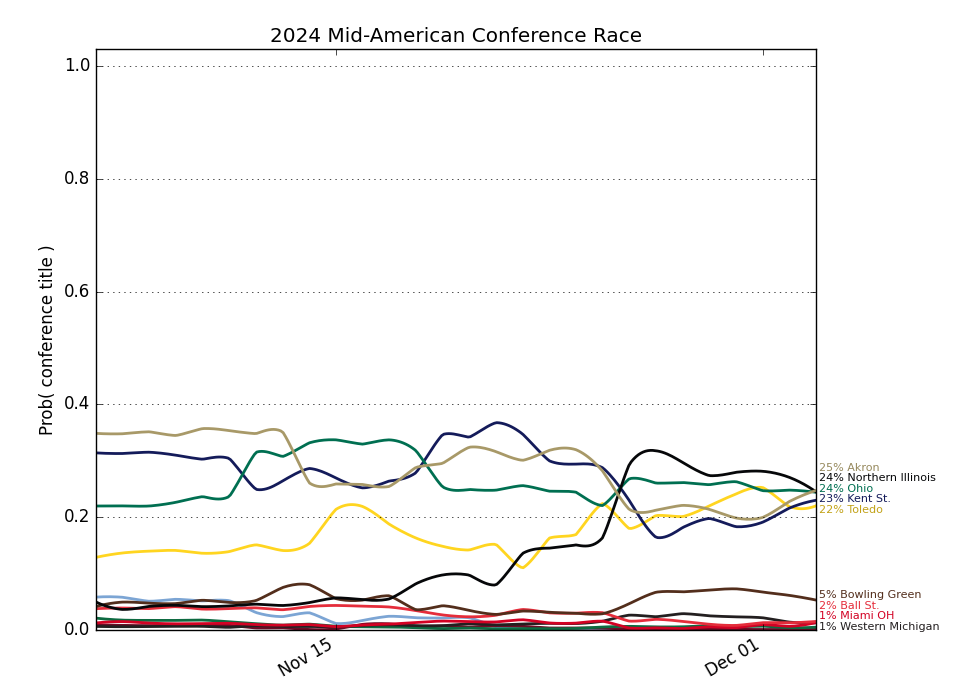 2024 Mid-American Conference Race
Prob( conference title )
1.0
0.8
0.6
0.4
0.2
0.0
Nov 15
Dec 01
25% Akron
24% Northern Illinois
24% Ohio
23% Kent St.
22% Toledo
5% Bowling Green
2% Ball St.
1% Miami OH
1% Western Michigan